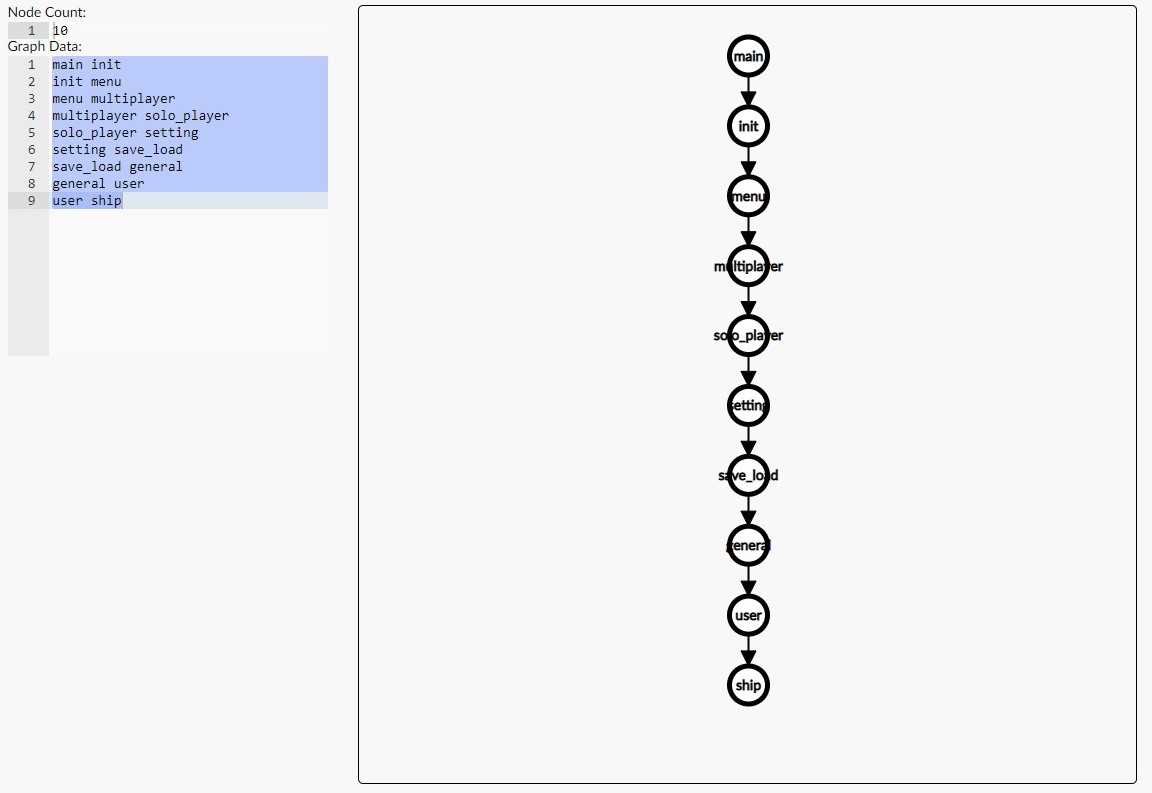 Node Count:
1 10
Graph Data:
1 main init
2 init menu
3 menu multiplayer
4 multiplayer solo_player
5 solo_player setting
6 setting save_load
7 save_load general
8 general user
9 user ship
main
init
menu
multiplayer
solo_player
setting
save_load
general
user
ship